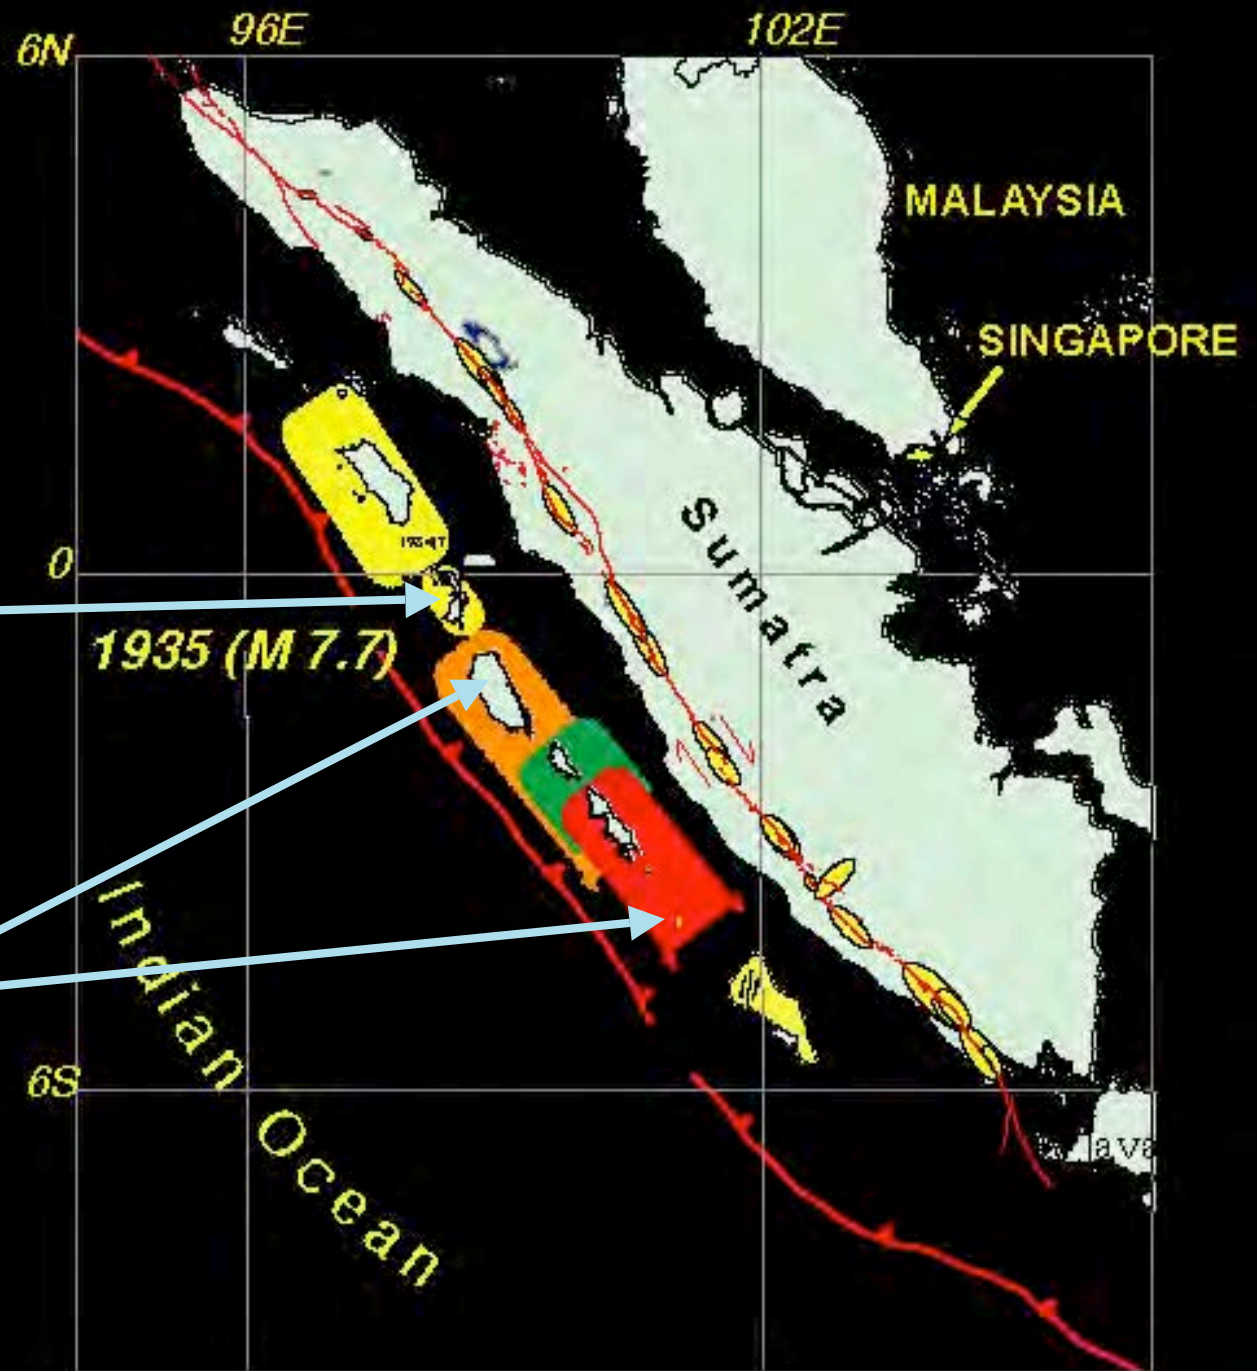 96E
102E
6N
MALAYSIA
SINGAPORE
Sumatra
0
1935 (M 7.7)
Indian
Ocean
6S
Java